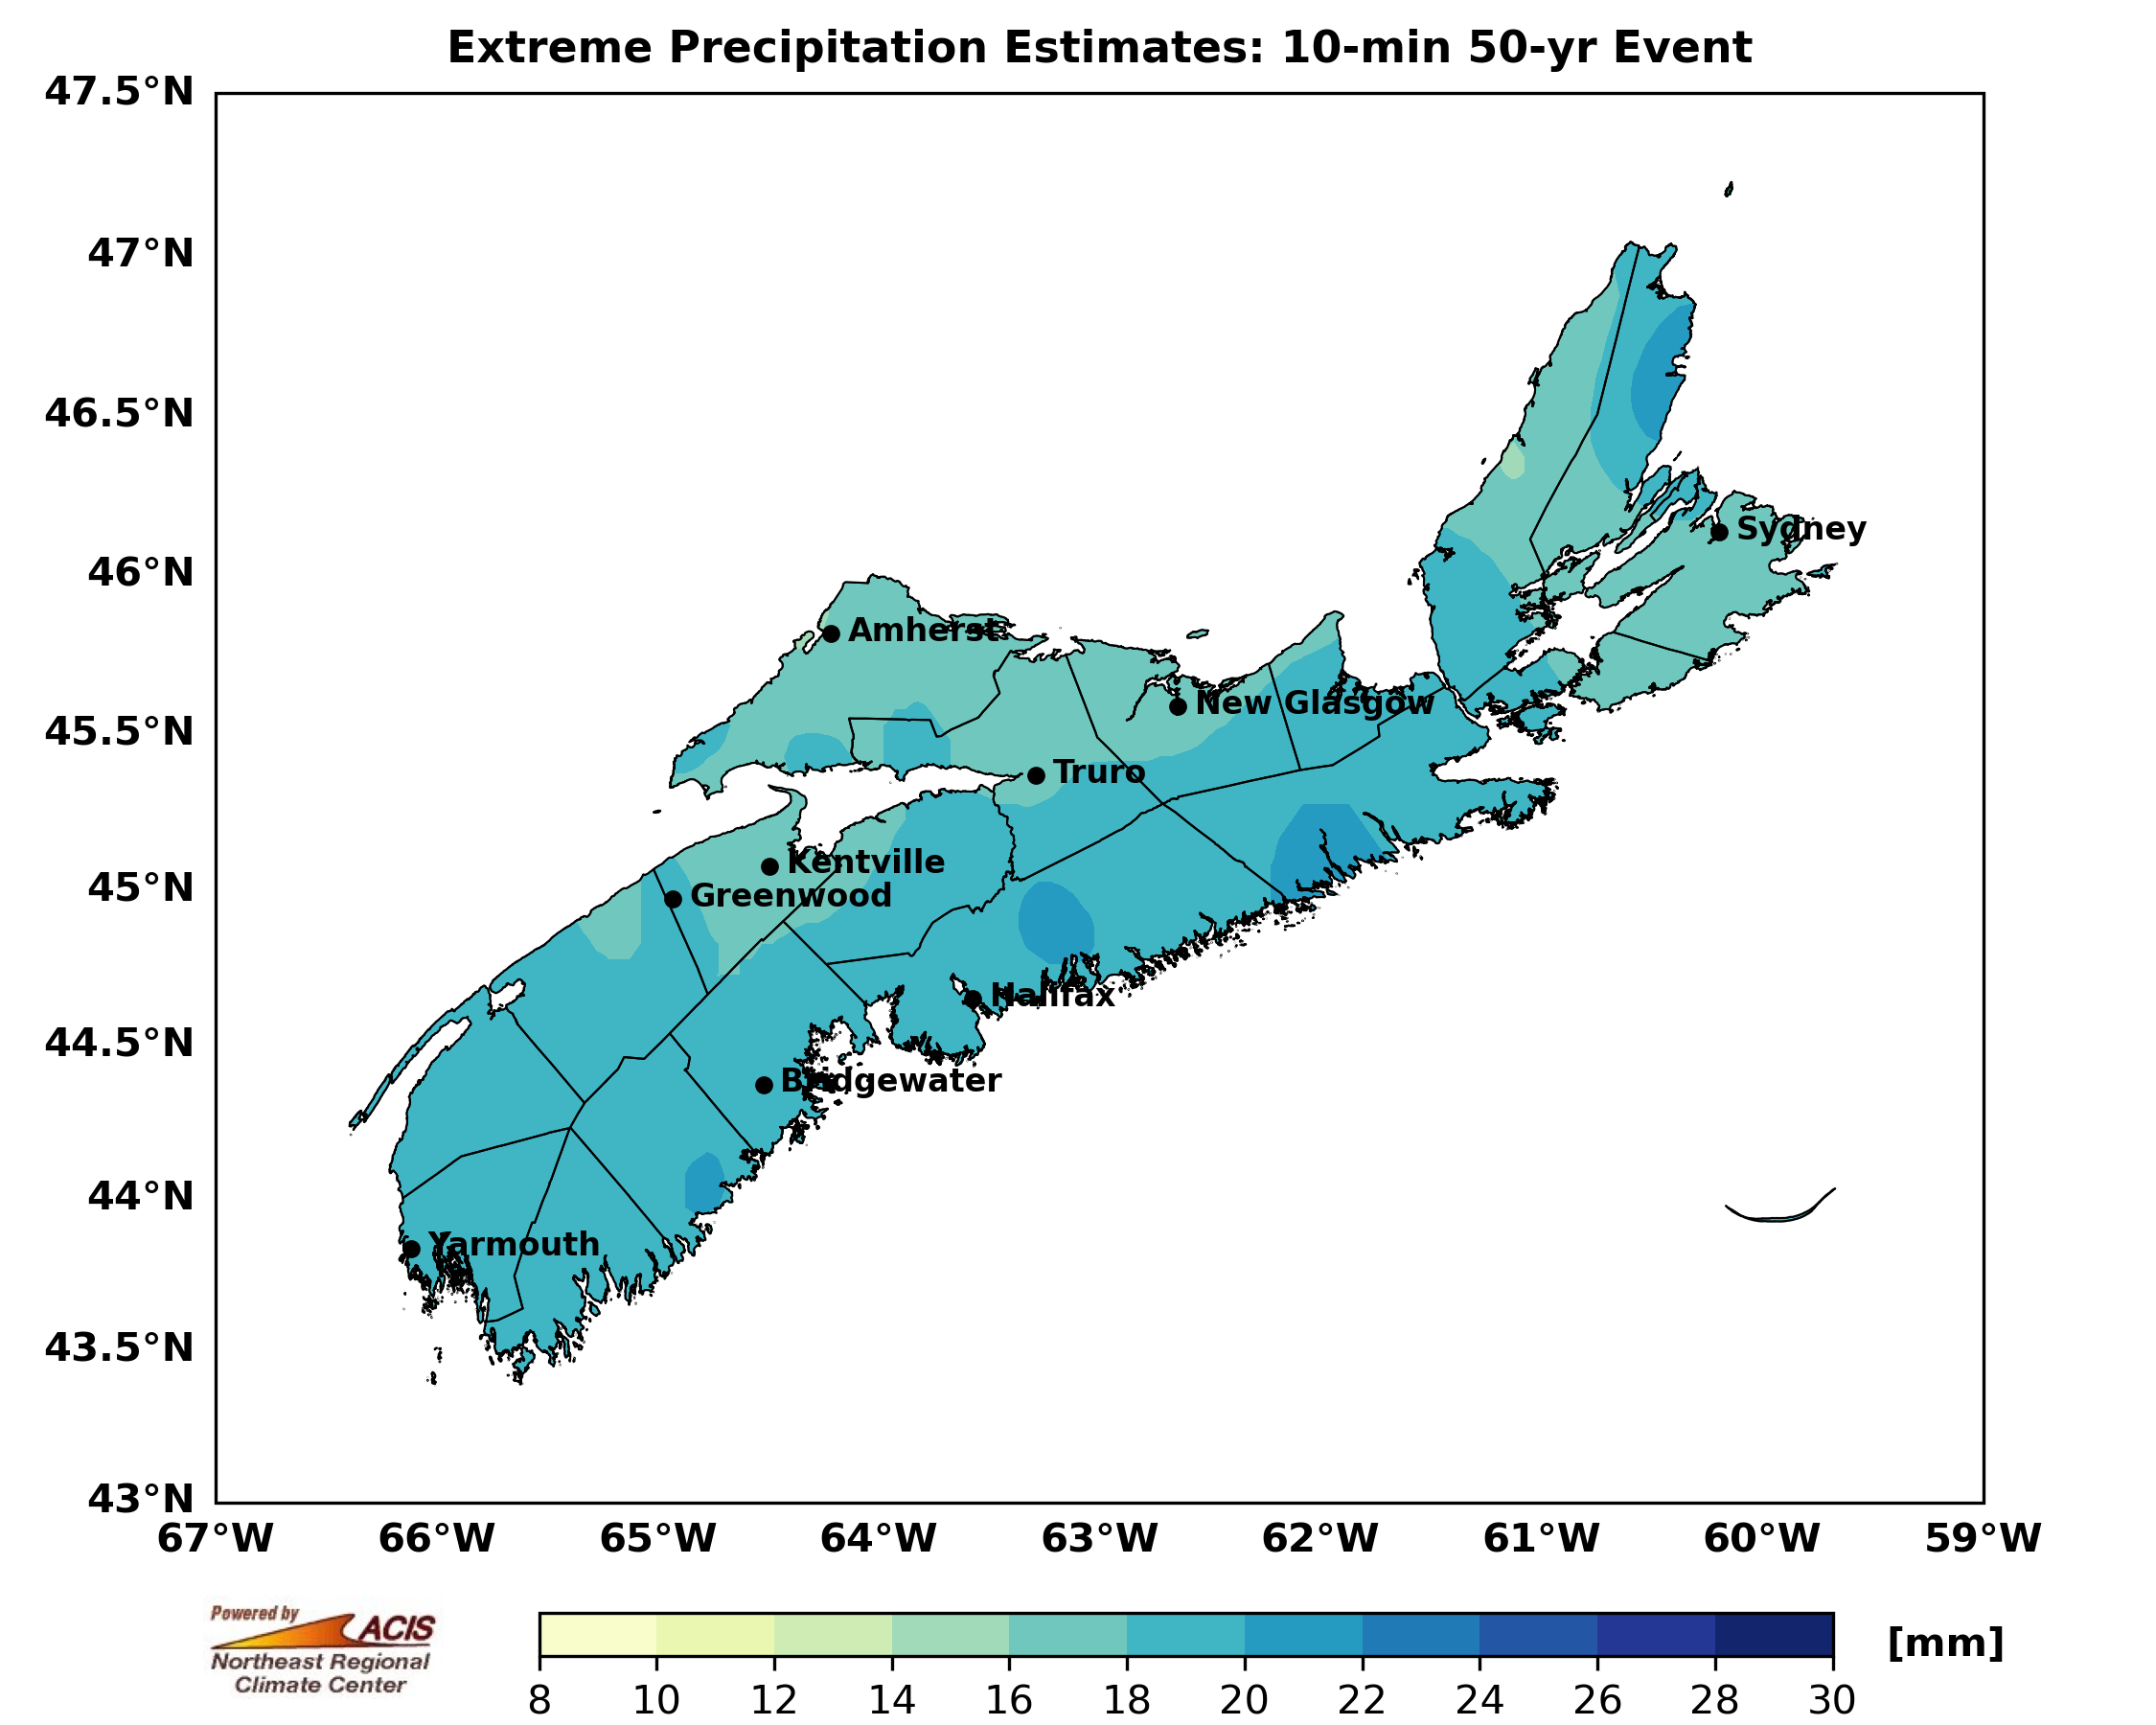 Extreme Precipitation Estimates: 10-min 50-yr Event
47.5°N
47°N
46.5°N
46°N
45.5°N
45°N
44.5°N
44°N
43.5°N
43°N
67°W 66°W 65°W 64°W 63°W 62°W 61°W 60°W 59°W
Sydney
Amherst
New Glasgow
Truro
Kentville
Greenwood
Halifax
Bridgewater
Yarmouth
Powered by ACIS
Northeast Regional
Climate Center
8 10 12 14 16 18 20 22 24 26 28 30
[mm]